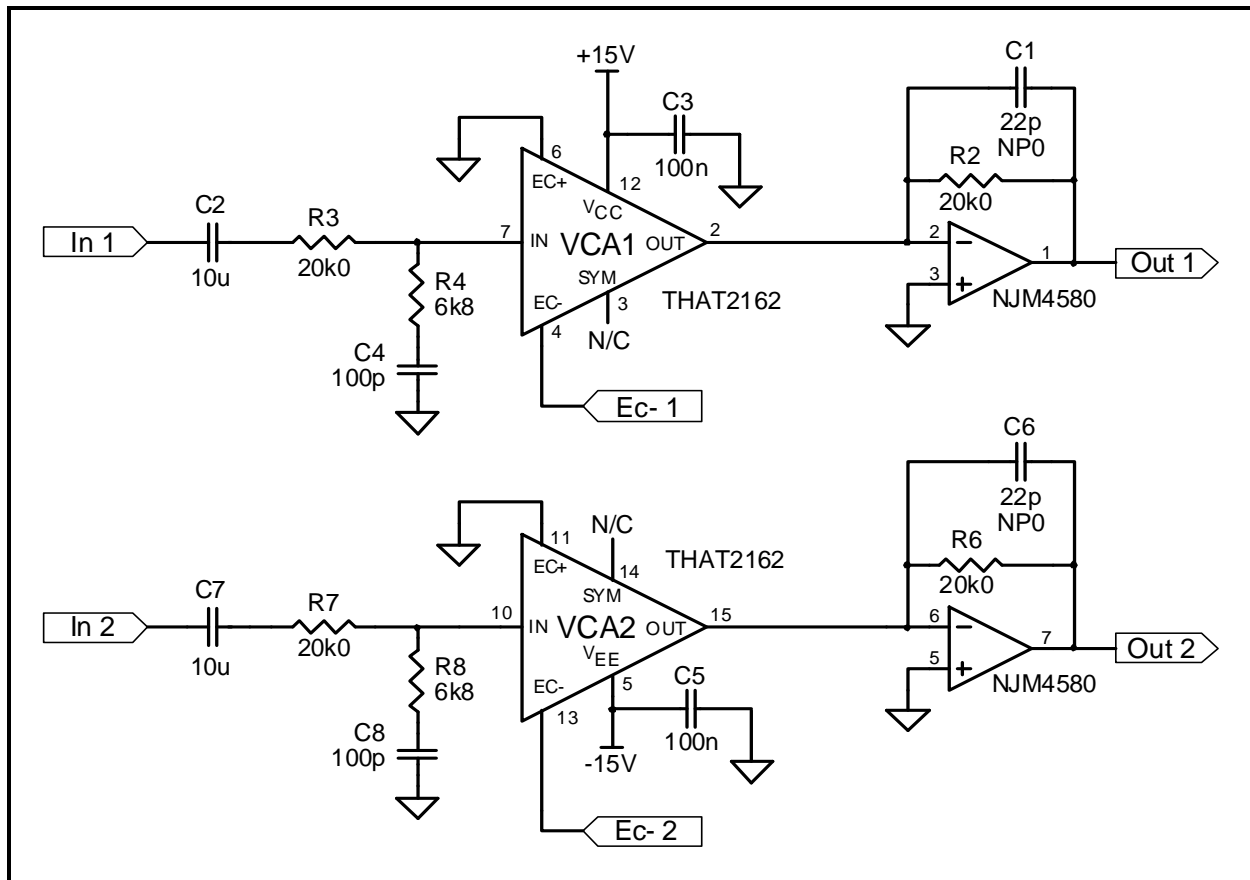 +15V
C1
22p
NP0
C3
100n
R2
20k0
6
EC+
12
VCC
C2
10u
R3
20k0
In 1
7
IN
VCA1
OUT
2
2
3
1
Out 1
NJM4580
SYM
3
N/C
THAT2162
EC-
4
R4
6k8
C4
100p
Ec- 1
C6
22p
NP0
R6
20k0
N/C
11
EC+
14
SYM
THAT2162
C7
10u
R7
20k0
In 2
10
IN
VCA2
OUT
15
6
5
7
Out 2
NJM4580
VEE
5
EC-
13
C5
100n
-15V
R8
6k8
C8
100p
Ec- 2